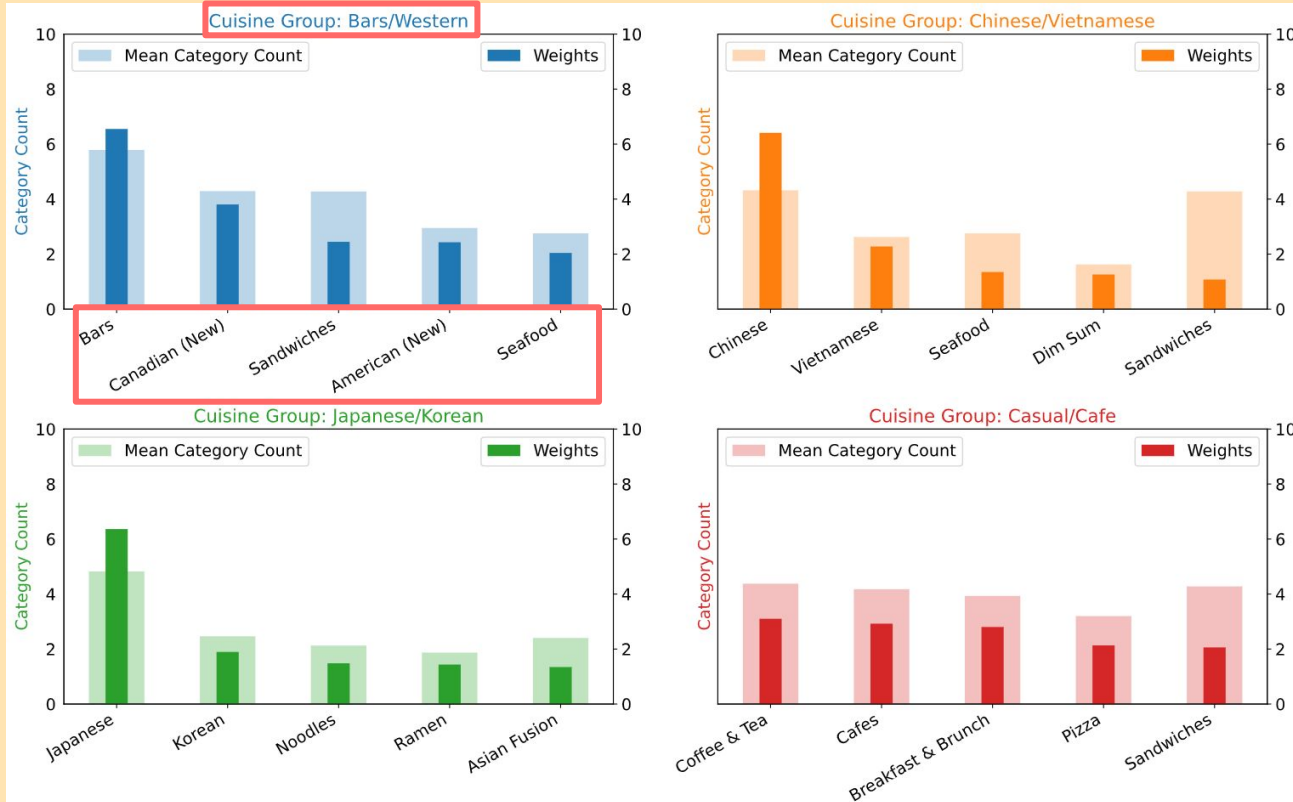 Cuisine Group: Bars/Western
10
8
6
4
2
0
Category Count
Mean Category Count
Weights
10
8
6
4
2
0
Bars
Canadian (New)
Sandwiches
American (New)
Seafood
Cuisine Group: Chinese/Vietnamese
Category Count
Mean Category Count
Weights
10
8
6
4
2
0
Chinese
Vietnamese
Seafood
Dim Sum
Sandwiches
Cuisine Group: Japanese/Korean
10
8
6
4
2
0
Category Count
Mean Category Count
Weights
10
8
6
4
2
0
Japanese
Korean
Noodles
Ramen
Asian Fusion
Cuisine Group: Casual/Cafe
Category Count
Mean Category Count
Weights
10
8
6
4
2
0
Coffee & Tea
Cafes
Breakfast & Brunch
Pizza
Sandwiches